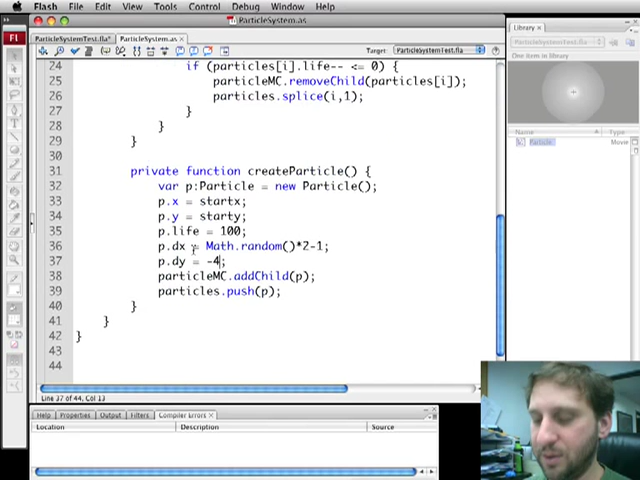 Flash File Edit View Tools Control Debug Window Help
ParticleSystem.as
ParticleSystemTest.fla* ParticleSystem.as
Target: ParticleSystemTest.fla
24 if (particles[i].life-- <= 0) {
25 particleMC.removeChild(particles[i]);
26 particles.splice(i,1);
27 }
28 }
29 }
30
31 private function createParticle() {
32 var p:Particle = new Particle();
33 p.x = startx;
34 p.y = starty;
35 p.life = 100;
36 p.dx = Math.random()*2-1;
37 p.dy = -4;
38 particleMC.addChild(p);
39 particles.push(p);
40 }
41 }
42 }
43
44
Line 37 of 44, Col 13
Help Properties Output Filters Compiler Errors
Location Description Source
Library
ParticleSystemTest.fla
One item in library
Name Type
Particle Movie
Fl